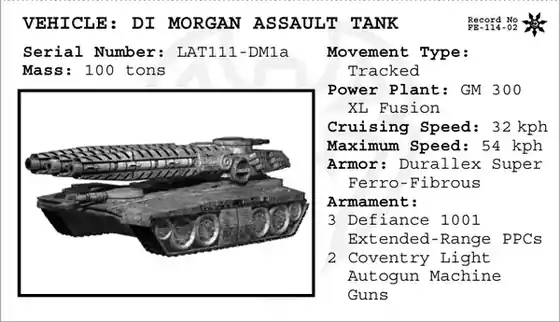 VEHICLE: DI MORGAN ASSAULT TANK
Record No
FE-114-02
Serial Number: LAT111-DM1a
Mass: 100 tons
Movement Type:
Tracked
Power Plant: GM 300
XL Fusion
Cruising Speed: 32 kph
Maximum Speed: 54 kph
Armor: Durallex Super
Ferro-Fibrous
Armament:
3 Defiance 1001
Extended-Range PPCs
2 Coventry Light
Autogun Machine
Guns